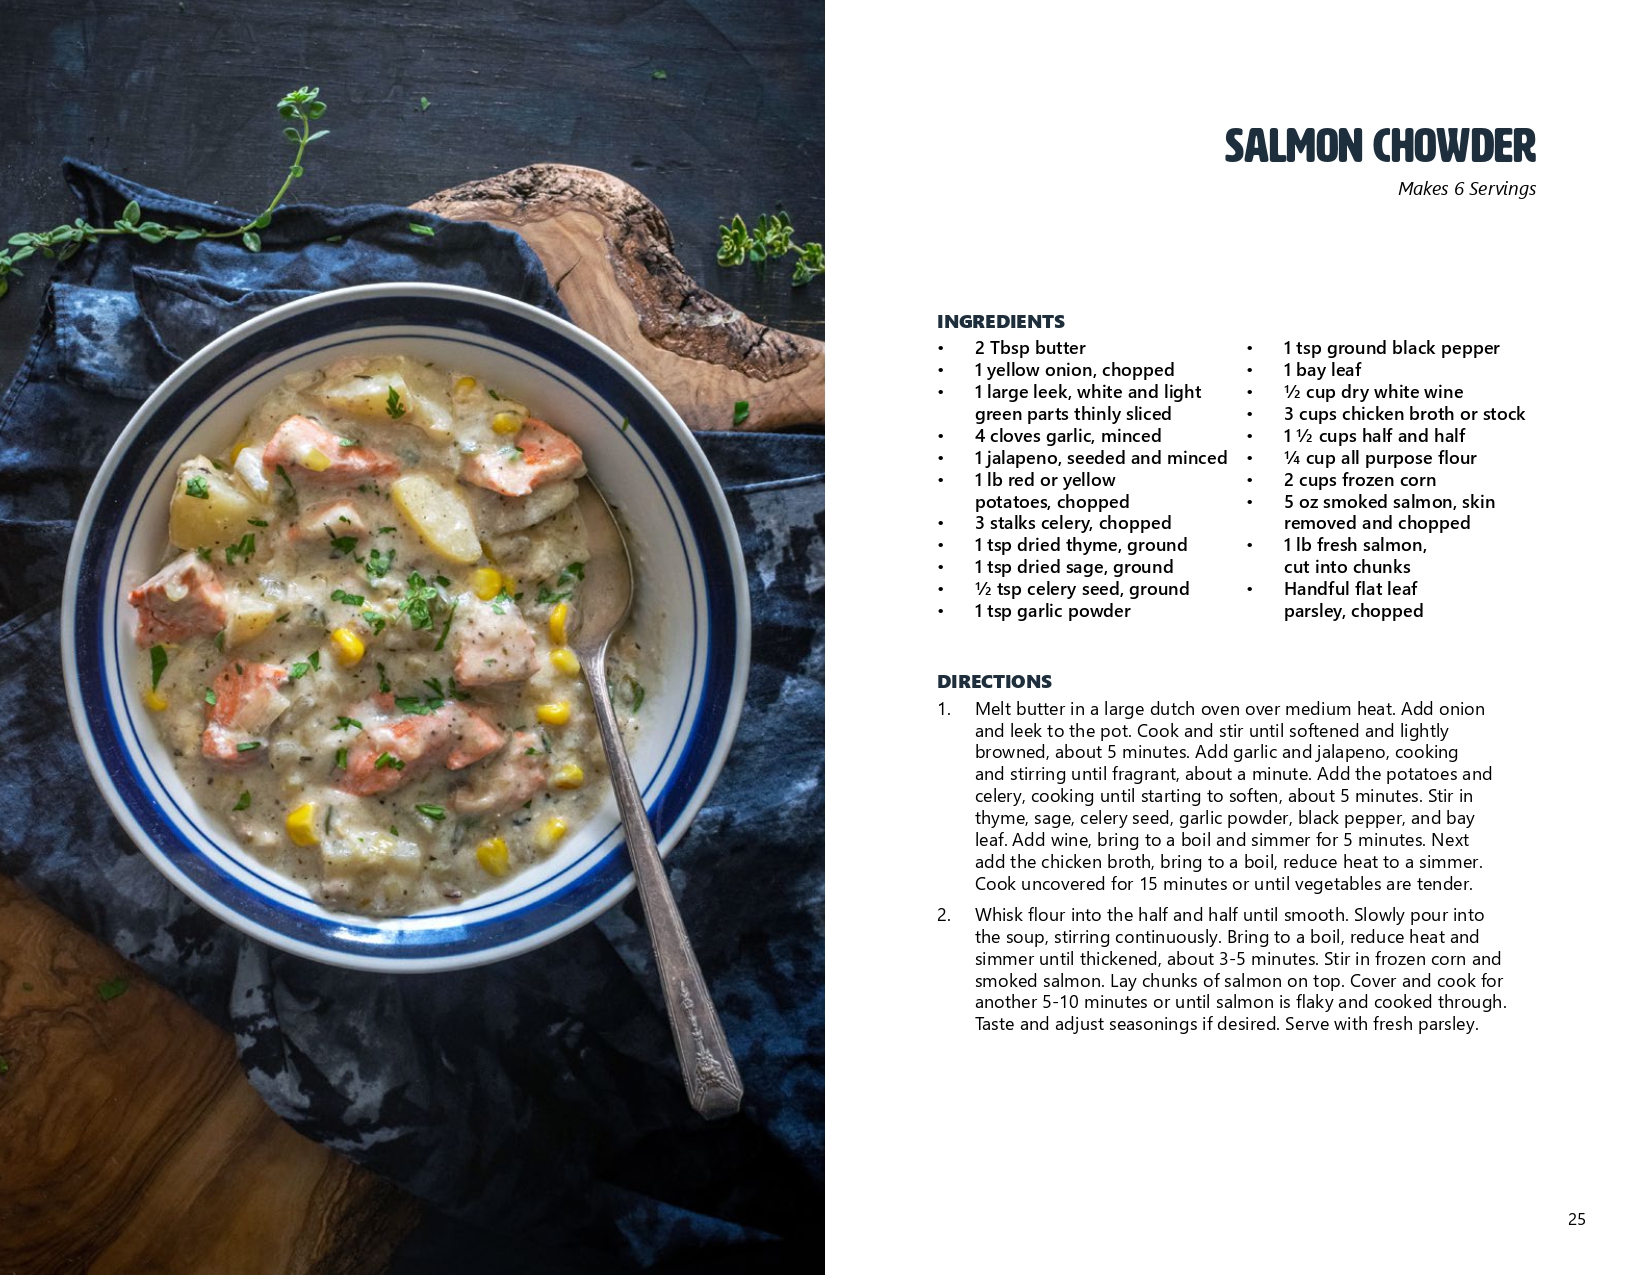 SALMON CHOWDER
Makes 6 Servings
INGREDIENTS
• 2 Tbsp butter
• 1 yellow onion, chopped
• 1 large leek, white and light
green parts thinly sliced
• 4 cloves garlic, minced
• 1 jalapeno, seeded and minced
• 1 lb red or yellow
potatoes, chopped
• 3 stalks celery, chopped
• 1 tsp dried thyme, ground
• 1 tsp dried sage, ground
• ½ tsp celery seed, ground
• 1 tsp garlic powder
• 1 tsp ground black pepper
• 1 bay leaf
• ½ cup dry white wine
• 3 cups chicken broth or stock
• 1 ½ cups half and half
• ¼ cup all purpose flour
• 2 cups frozen corn
• 5 oz smoked salmon, skin
removed and chopped
• 1 lb fresh salmon,
cut into chunks
• Handful flat leaf
parsley, chopped
DIRECTIONS
1. Melt butter in a large dutch oven over medium heat. Add onion
and leek to the pot. Cook and stir until softened and lightly
browned, about 5 minutes. Add garlic and jalapeno, cooking
and stirring until fragrant, about a minute. Add the potatoes and
celery, cooking until starting to soften, about 5 minutes. Stir in
thyme, sage, celery seed, garlic powder, black pepper, and bay
leaf. Add wine, bring to a boil and simmer for 5 minutes. Next
add the chicken broth, bring to a boil, reduce heat to a simmer.
Cook uncovered for 15 minutes or until vegetables are tender.
2. Whisk flour into the half and half until smooth. Slowly pour into
the soup, stirring continuously. Bring to a boil, reduce heat and
simmer until thickened, about 3-5 minutes. Stir in frozen corn and
smoked salmon. Lay chunks of salmon on top. Cover and cook for
another 5-10 minutes or until salmon is flaky and cooked through.
Taste and adjust seasonings if desired. Serve with fresh parsley.
25